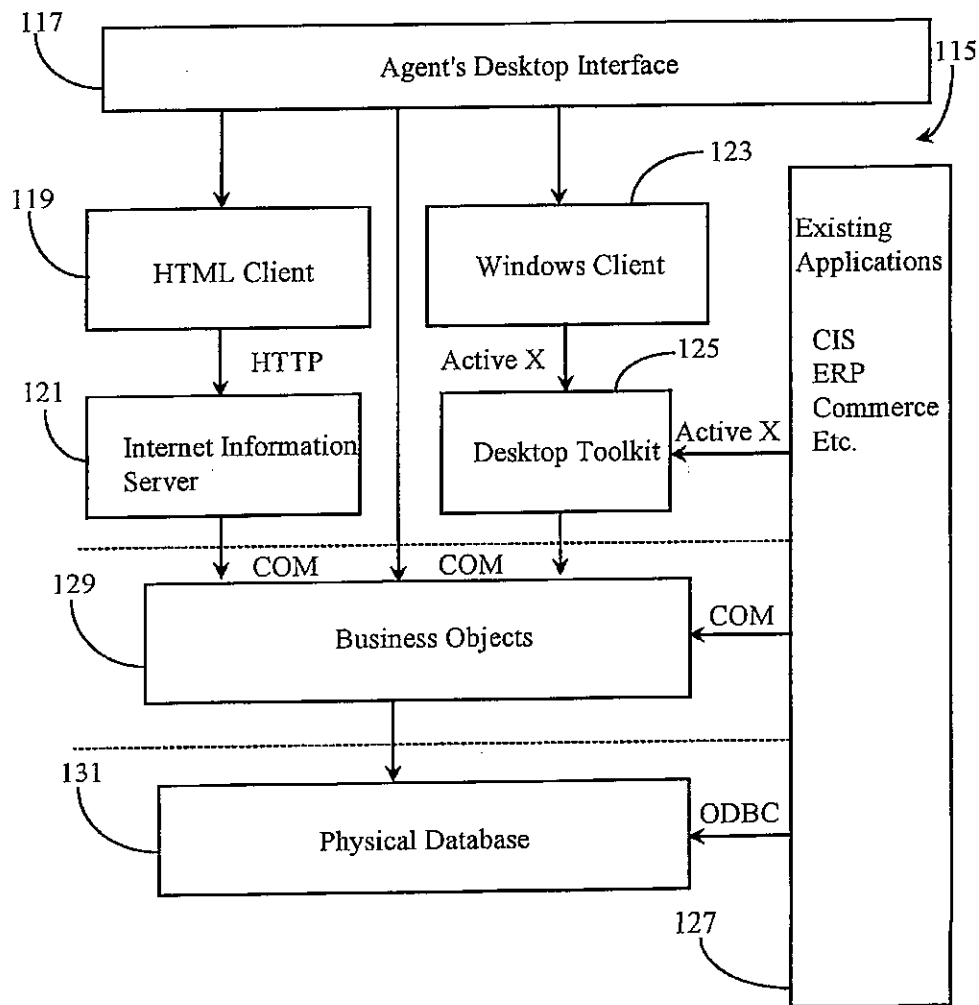 117
Agent's Desktop Interface
115
123
119
HTML Client
Windows Client
Existing
Applications
CIS
ERP
Commerce
Etc.
HTTP
Active X
125
121
Internet Information
Server
Desktop Toolkit
Active X
COM
COM
129
Business Objects
COM
131
Physical Database
ODBC
127